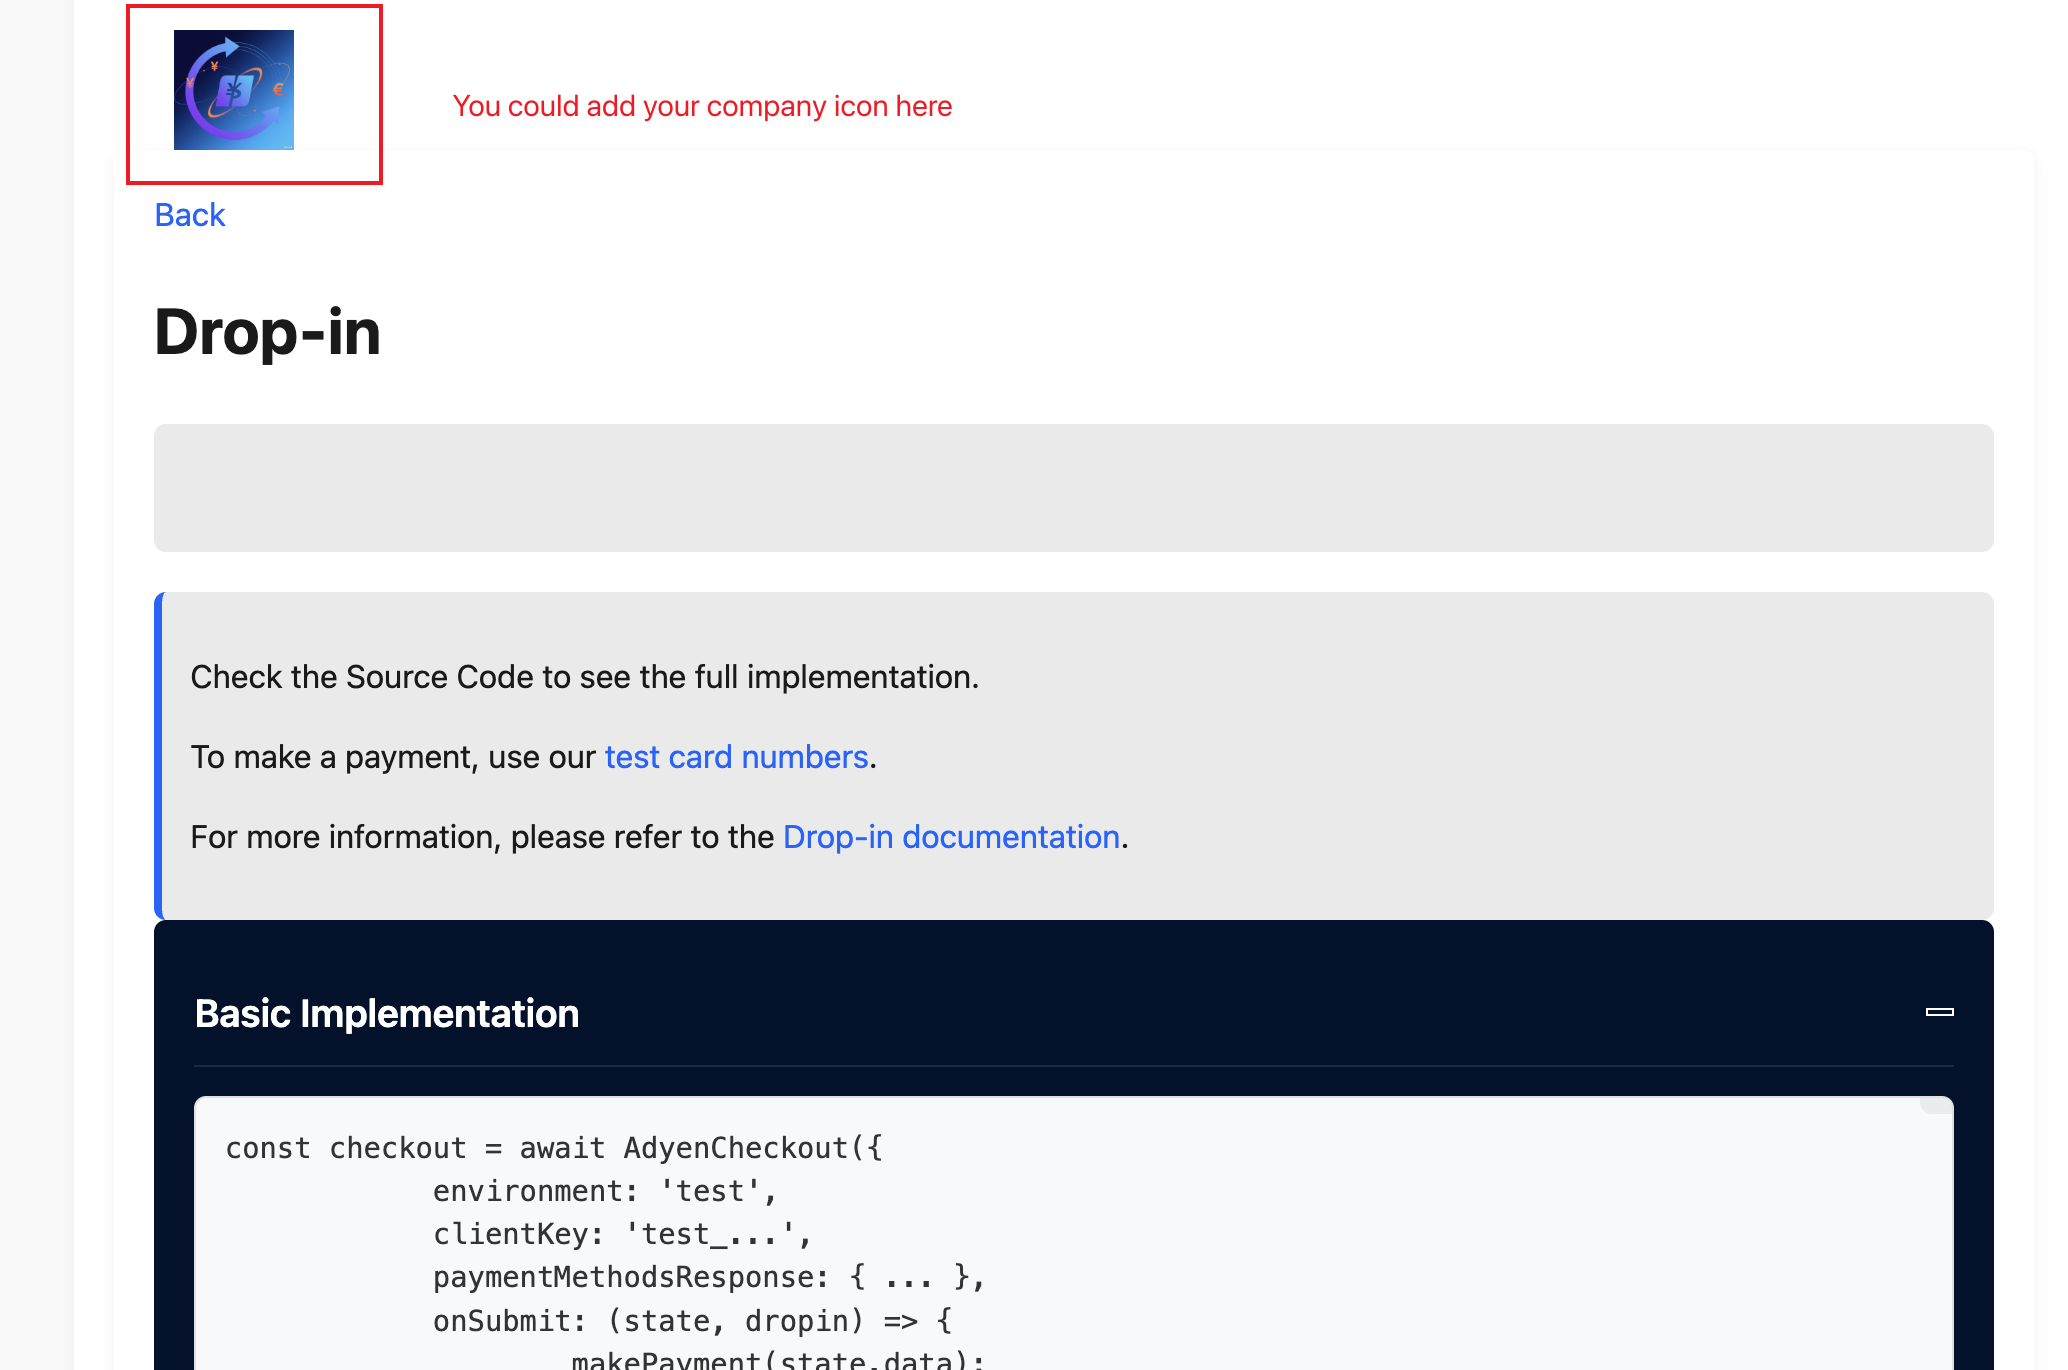 You could add your company icon here
Back
Drop-in
Check the Source Code to see the full implementation.
To make a payment, use our test card numbers.
For more information, please refer to the Drop-in documentation.
Basic Implementation
const checkout = await AdyenCheckout({
environment: 'test',
clientKey: 'test_...',
paymentMethodsResponse: { ... },
onSubmit: (state, dropin) => {
makePayment(state.data);